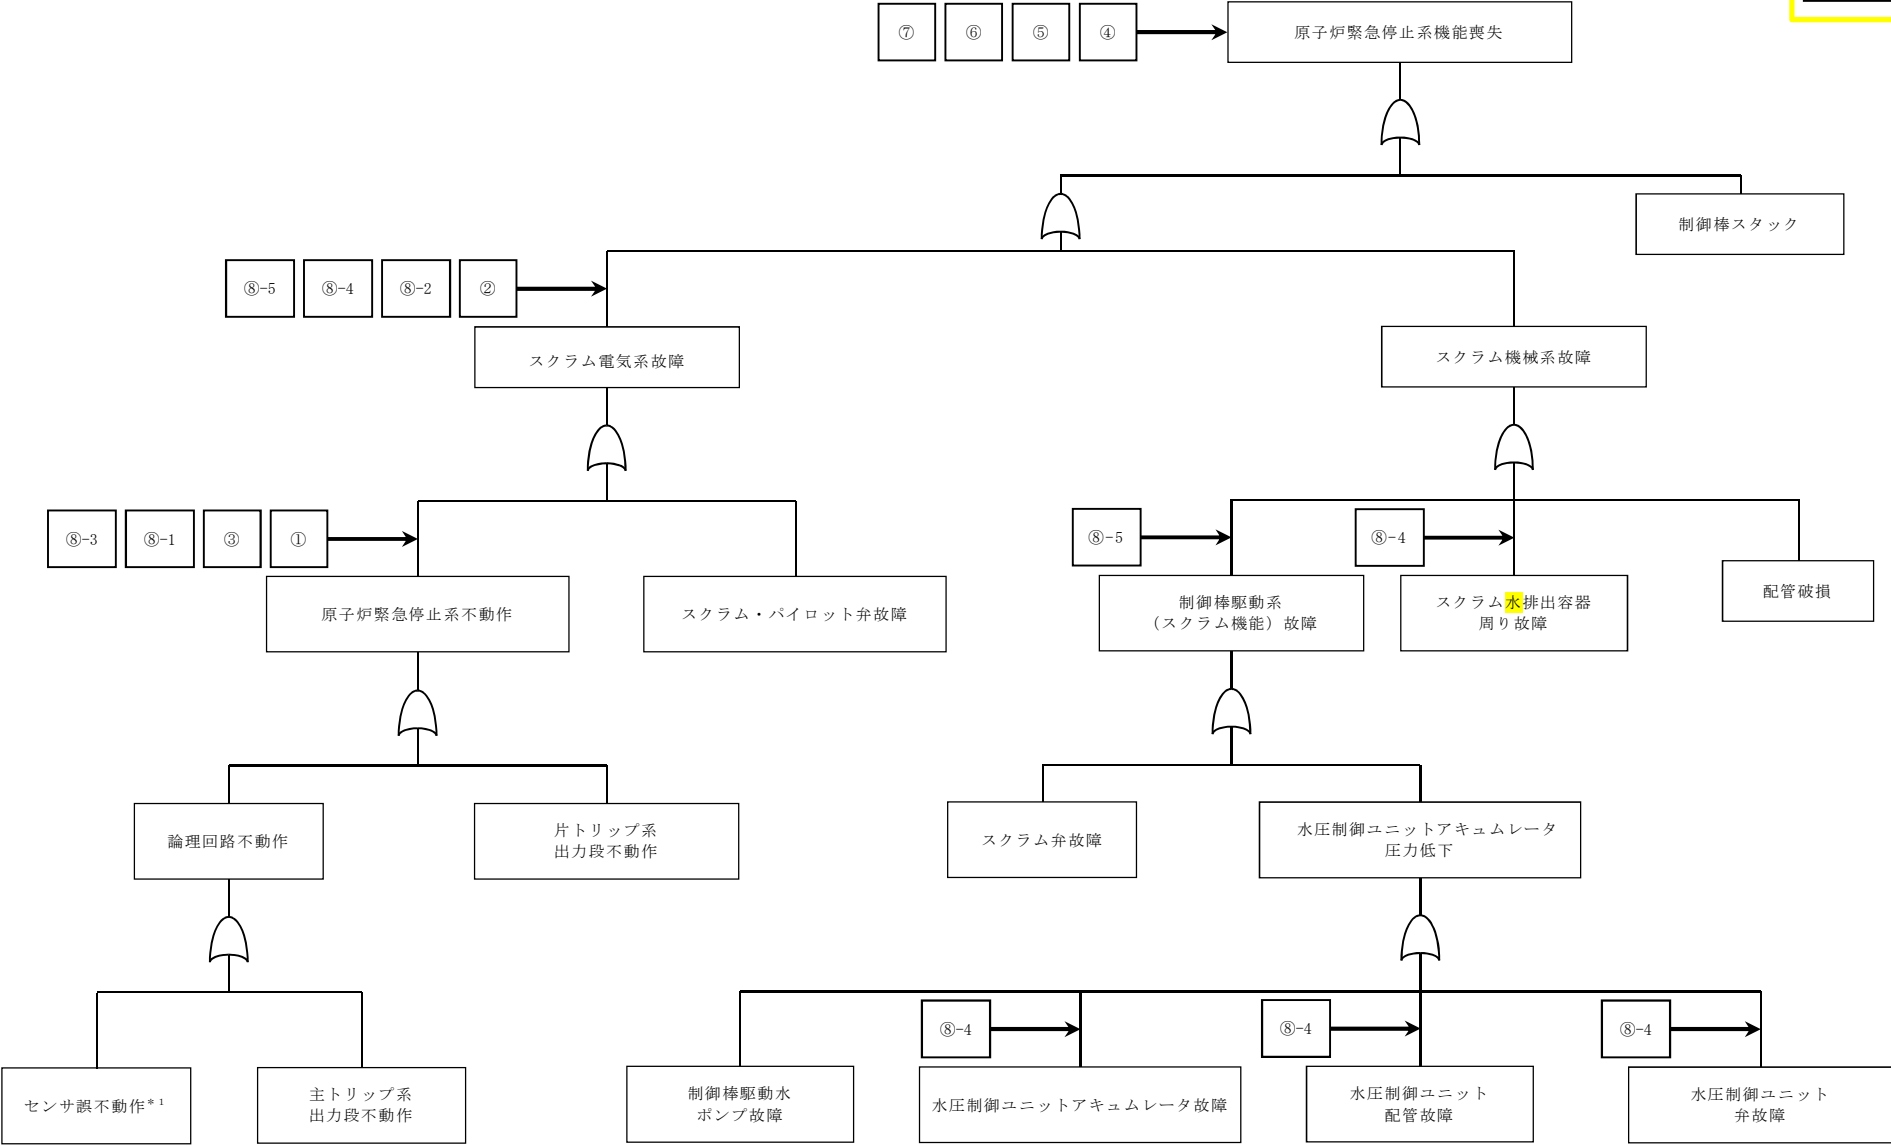 ⑦ ⑥ ⑤ ④ 原子炉緊急停止系機能喪失
制御棒スタック
⑧-5 ⑧-4 ⑧-2 ②
スクラム電気系故障
スクラム機械系故障
⑧-3 ⑧-1 ③ ①
⑧-5
⑧-4
原子炉緊急停止系不動作
スクラム・パイロット弁故障
制御棒駆動系
（スクラム機能）故障
スクラム水排出容器
周り故障
配管破損
論理回路不動作
片トリップ系
出力段不動作
スクラム弁故障
水圧制御ユニットアキュムレータ
圧力低下
⑧-4
⑧-4
⑧-4
センサ誤不動作*1
主トリップ系
出力段不動作
制御棒駆動水
ポンプ故障
水圧制御ユニットアキュムレータ故障
水圧制御ユニット
配管故障
水圧制御ユニット
弁故障